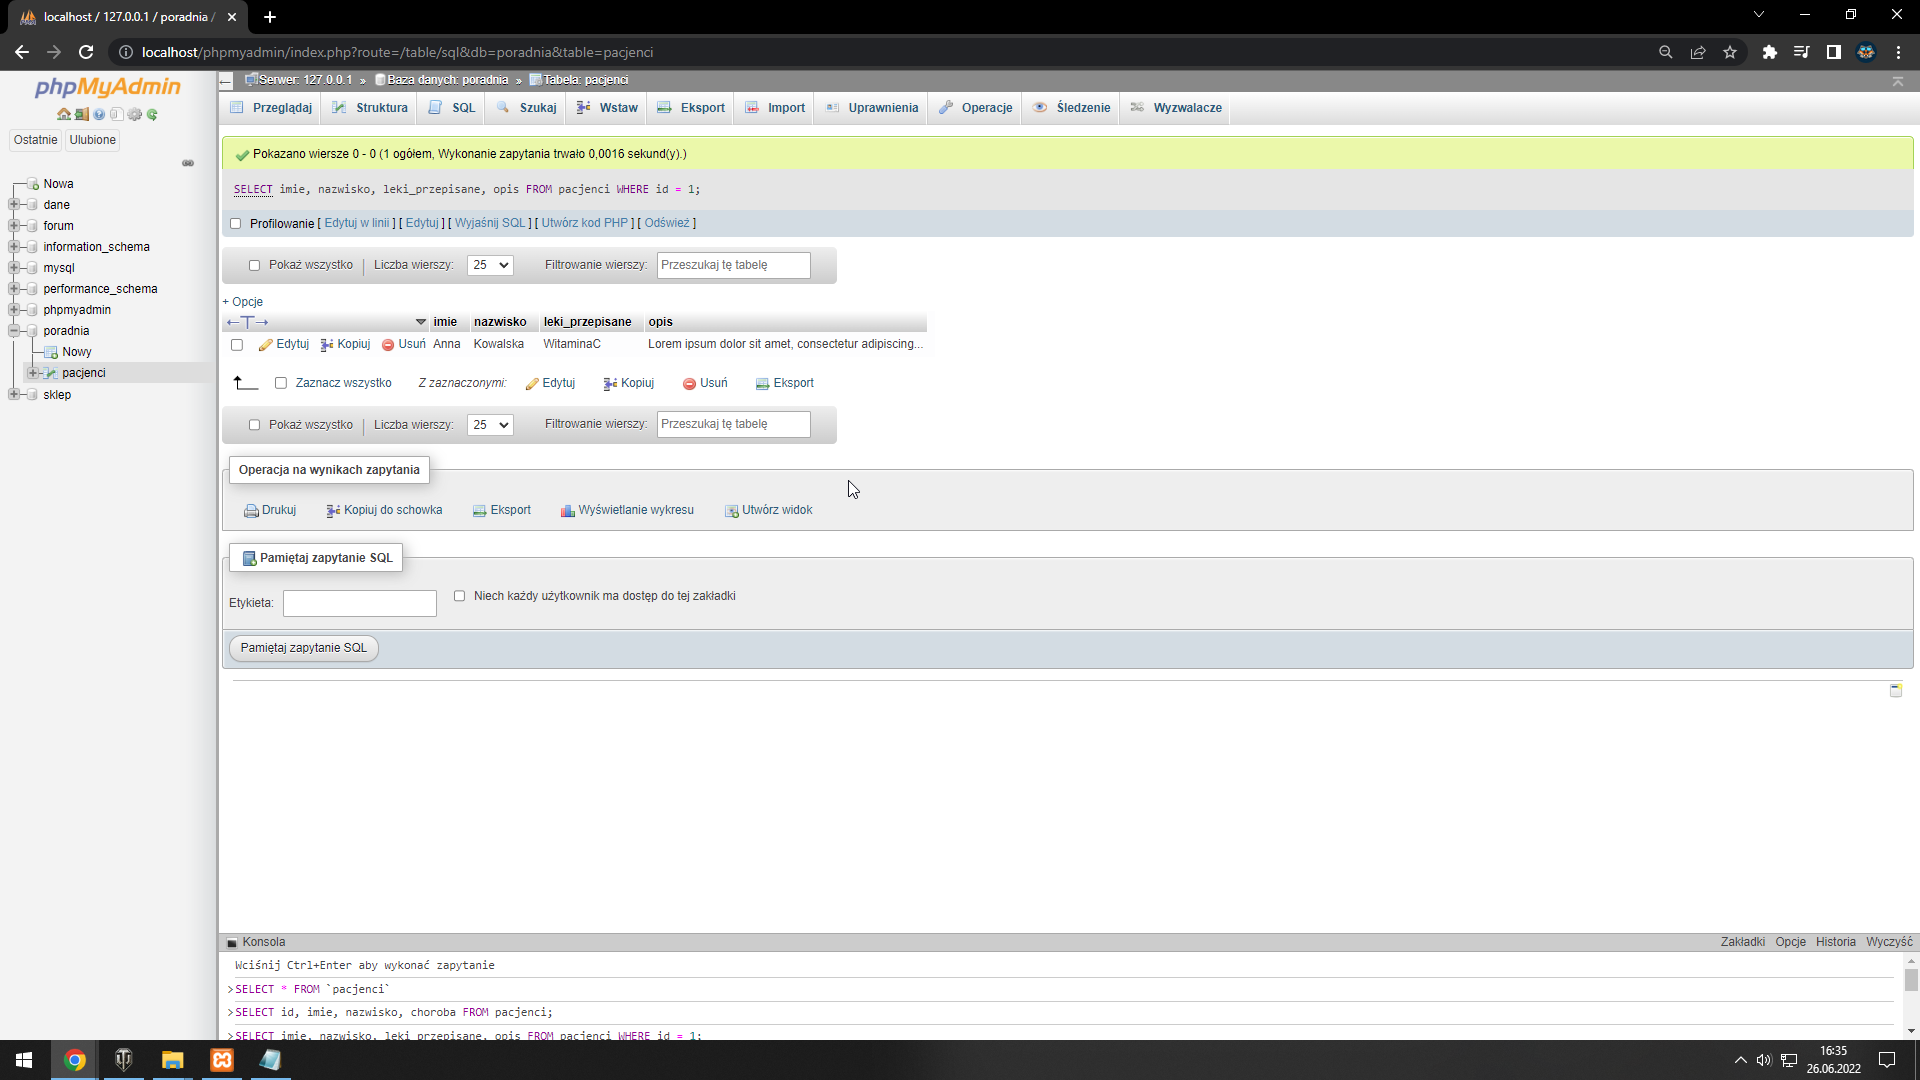 localhost / 127.0.0.1 / poradnia /
localhost/phpmyadmin/index.php?route=/table/sql&db=poradnia&table=pacjenci
phpMyAdmin
Ostatnie Ulubione
Nowa
dane
forum
information_schema
mysql
performance_schema
phpmyadmin
poradnia
Nowy
pacjenci
sklep
Serwer: 127.0.0.1 » Baza danych: poradnia » Tabela: pacjenci
Przeglądaj Struktura SQL Szukaj Wstaw Eksport Import Uprawnienia Operacje Śledzenie Wyzwalacze
Pokazano wiersze 0 - 0 (1 ogółem, Wykonanie zapytania trwało 0,0016 sekund(y).)
SELECT imie, nazwisko, leki_przepisane, opis FROM pacjenci WHERE id = 1;
Profilowanie [ Edytuj w linii ] [ Edytuj ] [ Wyjaśnij SQL ] [ Utwórz kod PHP ] [ Odśwież ]
Pokaż wszystko | Liczba wierszy: 25 Filtrowanie wierszy: Przeszukaj tę tabelę
+ Opcje
←T→ imie nazwisko leki_przepisane opis
Edytuj Kopiuj Usuń Anna Kowalska WitaminaC Lorem ipsum dolor sit amet, consectetur adipiscing...
Zaznacz wszystko Z zaznaczonymi: Edytuj Kopiuj Usuń Eksport
Pokaż wszystko | Liczba wierszy: 25 Filtrowanie wierszy: Przeszukaj tę tabelę
Operacja na wynikach zapytania
Drukuj Kopiuj do schowka Eksport Wyświetlanie wykresu Utwórz widok
Pamiętaj zapytanie SQL
Etykieta: Niech każdy użytkownik ma dostęp do tej zakładki
Pamiętaj zapytanie SQL
Konsola Zakładki Opcje Historia Wyczyść
Wciśnij Ctrl+Enter aby wykonać zapytanie
>SELECT * FROM `pacjenci`
>SELECT id, imie, nazwisko, choroba FROM pacjenci;
>SELECT imie, nazwisko, leki_przepisane, opis FROM pacjenci WHERE id = 1;
16:35
26.06.2022